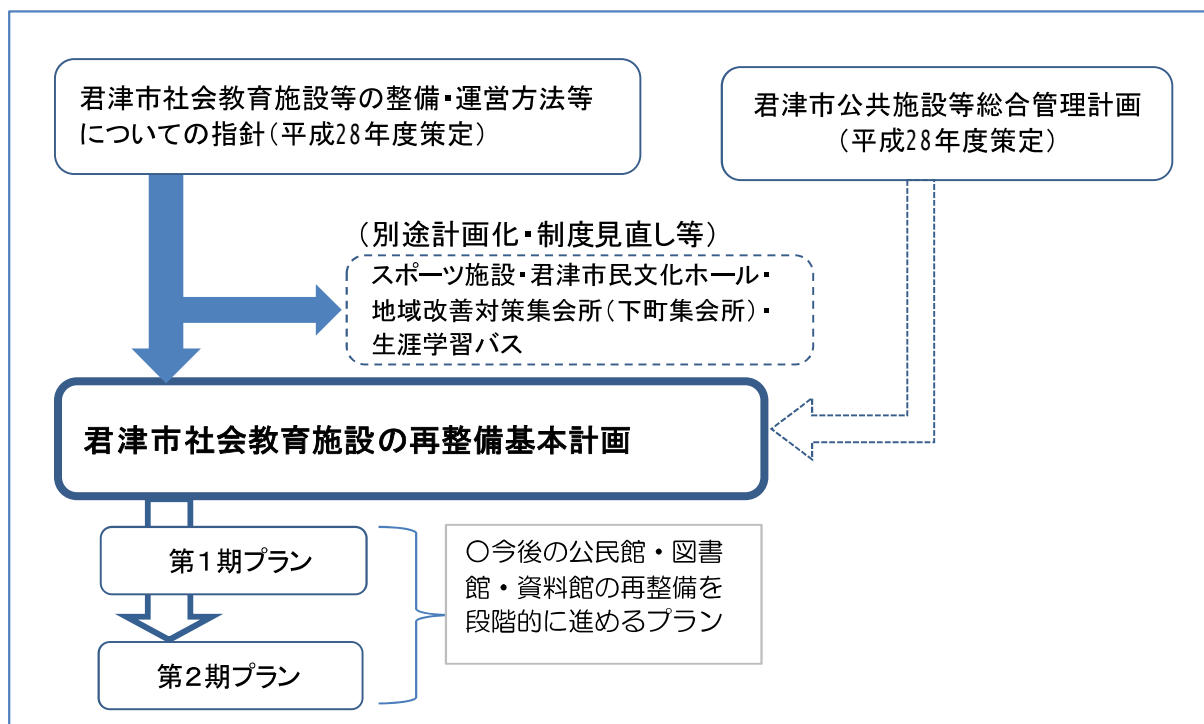 君津市社会教育施設等の整備・運営方法等
についての指針(平成28年度策定)
君津市公共施設等総合管理計画
(平成28年度策定)
(別途計画化・制度見直し等)
スポーツ施設・君津市民文化ホール・
地域改善対策集会所(下町集会所)・
生涯学習バス
君津市社会教育施設の再整備基本計画
第1期プラン
〇今後の公民館・図書
館・資料館の再整備を
段階的に進めるプラン
第2期プラン